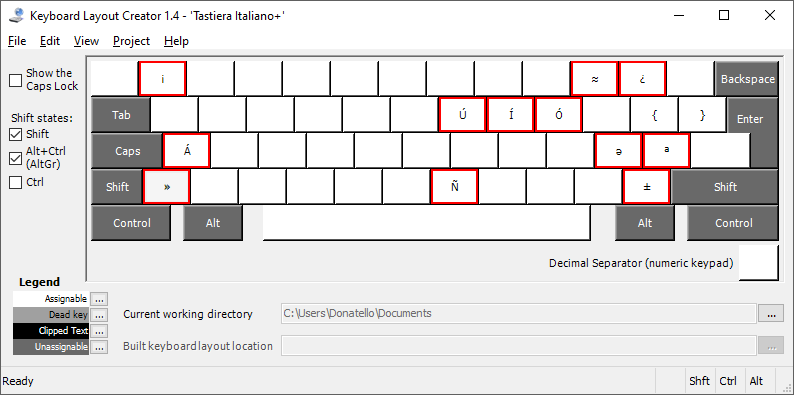 Keyboard Layout Creator 1.4 - 'Tastiera Italiano+'
File Edit View Project Help
Show the
Caps Lock
Shift states:
Shift
Alt+Ctrl
(AltGr)
Ctrl
¡ ≈ ¿ Backspace
Tab Ú Í Ó { } Enter
Caps Á ə ª
Shift » Ñ ± Shift
Control Alt Alt Control
Decimal Separator (numeric keypad)
Legend
Assignable ...
Dead key ...
Clipped Text ...
Unassignable ...
Current working directory C:\Users\Donatello\Documents ...
Built keyboard layout location ...
Ready Shft Ctrl Alt